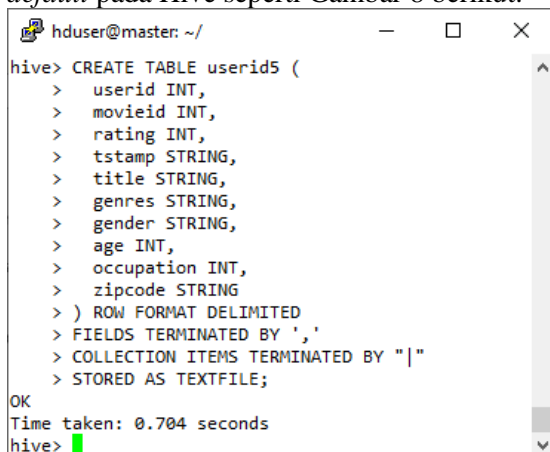 default pada Hive seperti Gambar 8 berikut.
hduser@master: ~/
hive> CREATE TABLE userid5 (
    >   userid INT,
    >   movieid INT,
    >   rating INT,
    >   tstamp STRING,
    >   title STRING,
    >   genres STRING,
    >   gender STRING,
    >   age INT,
    >   occupation INT,
    >   zipcode STRING
    > ) ROW FORMAT DELIMITED
    > FIELDS TERMINATED BY ','
    > COLLECTION ITEMS TERMINATED BY "|"
    > STORED AS TEXTFILE;
OK
Time taken: 0.704 seconds
hive>